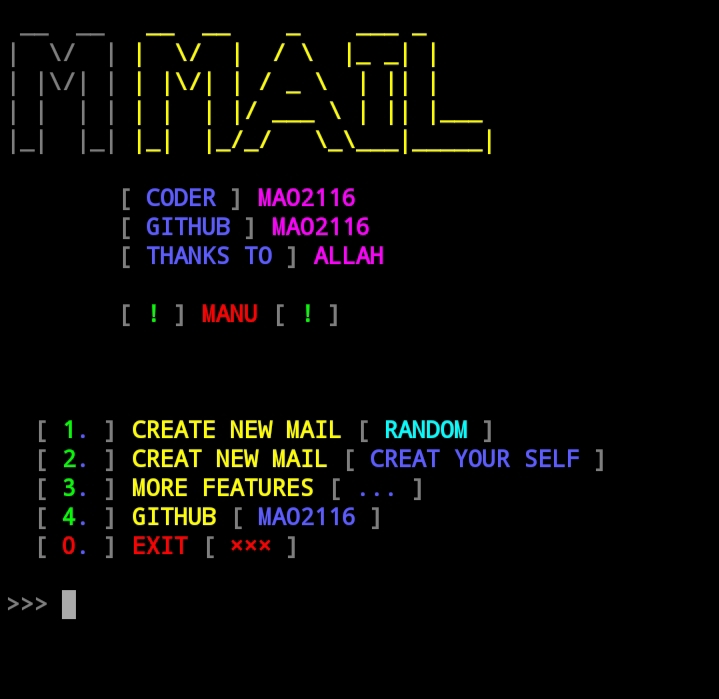 M MAIL
[ CODER ] MAO2116
[ GITHUB ] MAO2116
[ THANKS TO ] ALLAH
[ ! ] MANU [ ! ]
[ 1. ] CREATE NEW MAIL [ RANDOM ]
[ 2. ] CREAT NEW MAIL [ CREAT YOUR SELF ]
[ 3. ] MORE FEATURES [ ... ]
[ 4. ] GITHUB [ MAO2116 ]
[ 0. ] EXIT [ ××× ]
>>>